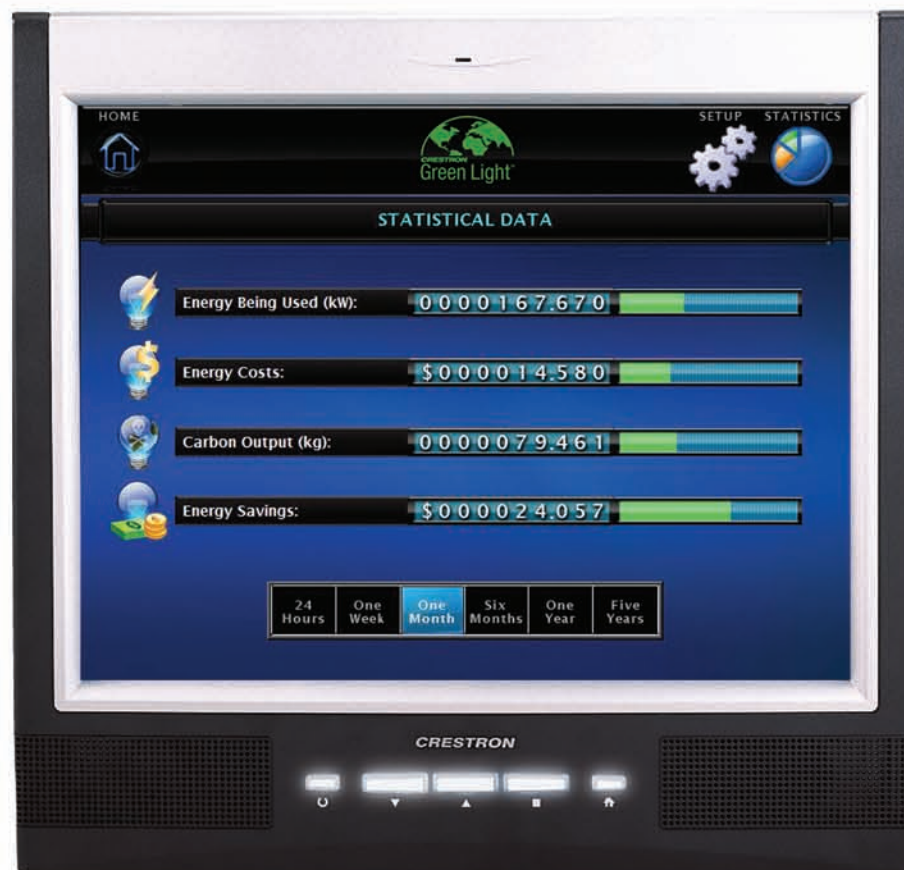 HOME
SETUP STATISTICS
CRESTRON
Green Light™
STATISTICAL DATA
Energy Being Used (kW): 0000167.670
Energy Costs: $000014.580
Carbon Output (kg): 0000079.461
Energy Savings: $000024.057
24 Hours
One Week
One Month
Six Months
One Year
Five Years
CRESTRON